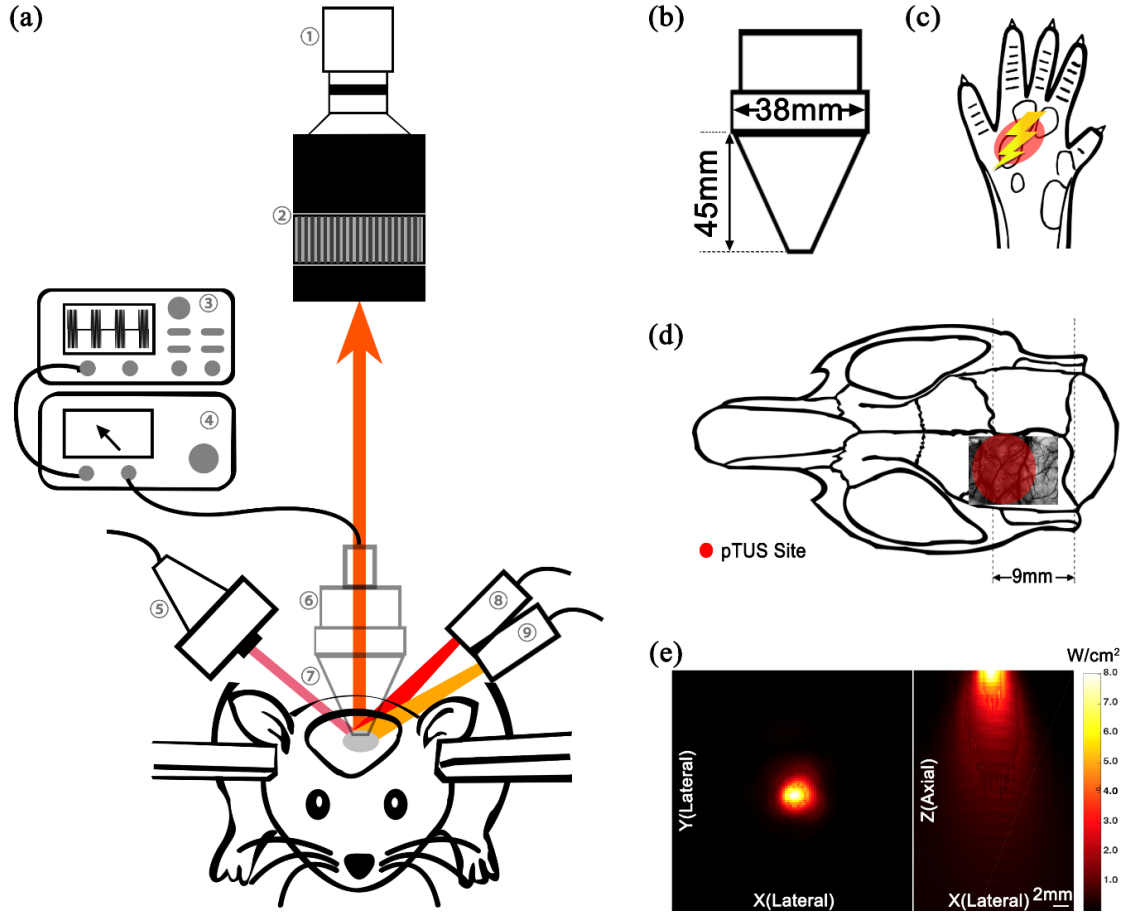 (a)
①
②
③
④
⑤
⑥
⑦
⑧
⑨
(b)
38mm
45mm
(c)
(d)
pTUS Site
9mm
(e)
W/cm²
8.0
7.0
6.0
5.0
4.0
3.0
2.0
1.0
Y(Lateral)
X(Lateral)
Z(Axial)
X(Lateral)
2mm